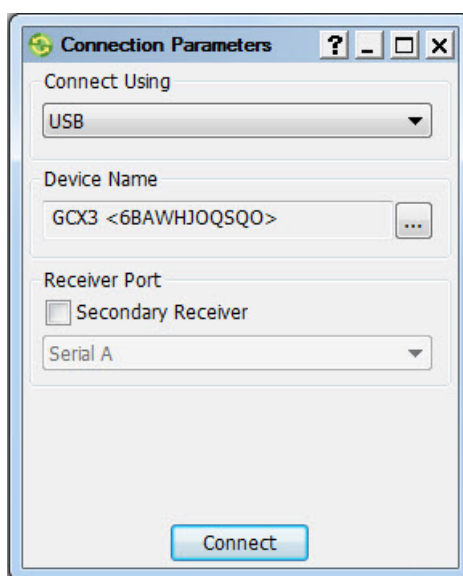 Connection Parameters
Connect Using
USB
Device Name
GCX3 <6BAWHJOQSQO>
...
Receiver Port
Secondary Receiver
Serial A
Connect